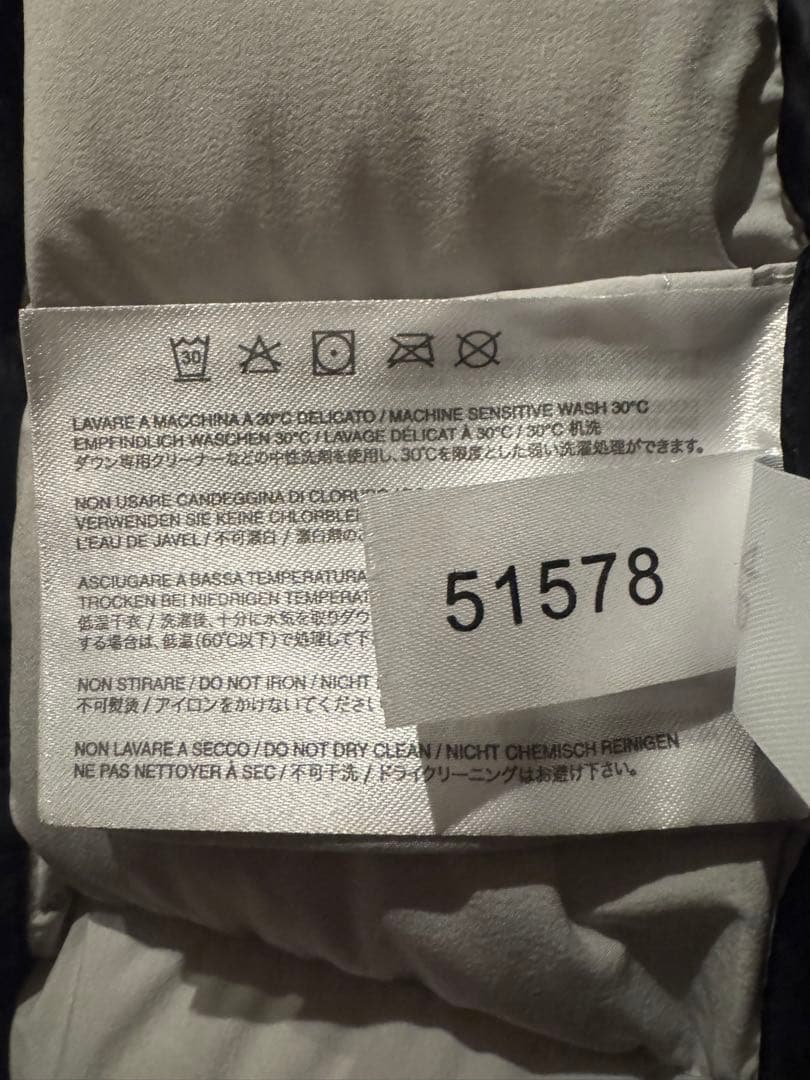 30
LAVARE A MACCHINA A 30°C DELICATO / MACHINE SENSITIVE WASH 30°C
EMPFINDLICH WASCHEN 30°C / LAVAGE DÉLICAT À 30°C / 30°C 机洗
ダウン専用クリーナーなどの中性洗剤を使用し、30℃を限度とした弱い洗濯処理ができます。
NON USARE CANDEGGINA DI
VERWENDEN SIE KEINE
L'EAU DE JAVEL / 不可漂白 / 漂白剤の
ASCIUGARE A BASSA TEMPERATURA
TROCKEN BEI NIEDRIGEN
低温干衣 / 洗濯後、十分に水気を取りダウ
する場合は、低温(60℃以下)で処理して下
NON STIRARE / DO NOT IRON / NICHT
不可熨烫 / アイロンをかけないでくださ
NON LAVARE A SECCO / DO NOT DRY CLEAN / NICHT CHEMISCH REINIGEN
NE PAS NETTOYER À SEC / 不可干洗 / ドライクリーニングはお避け下さい。
51578